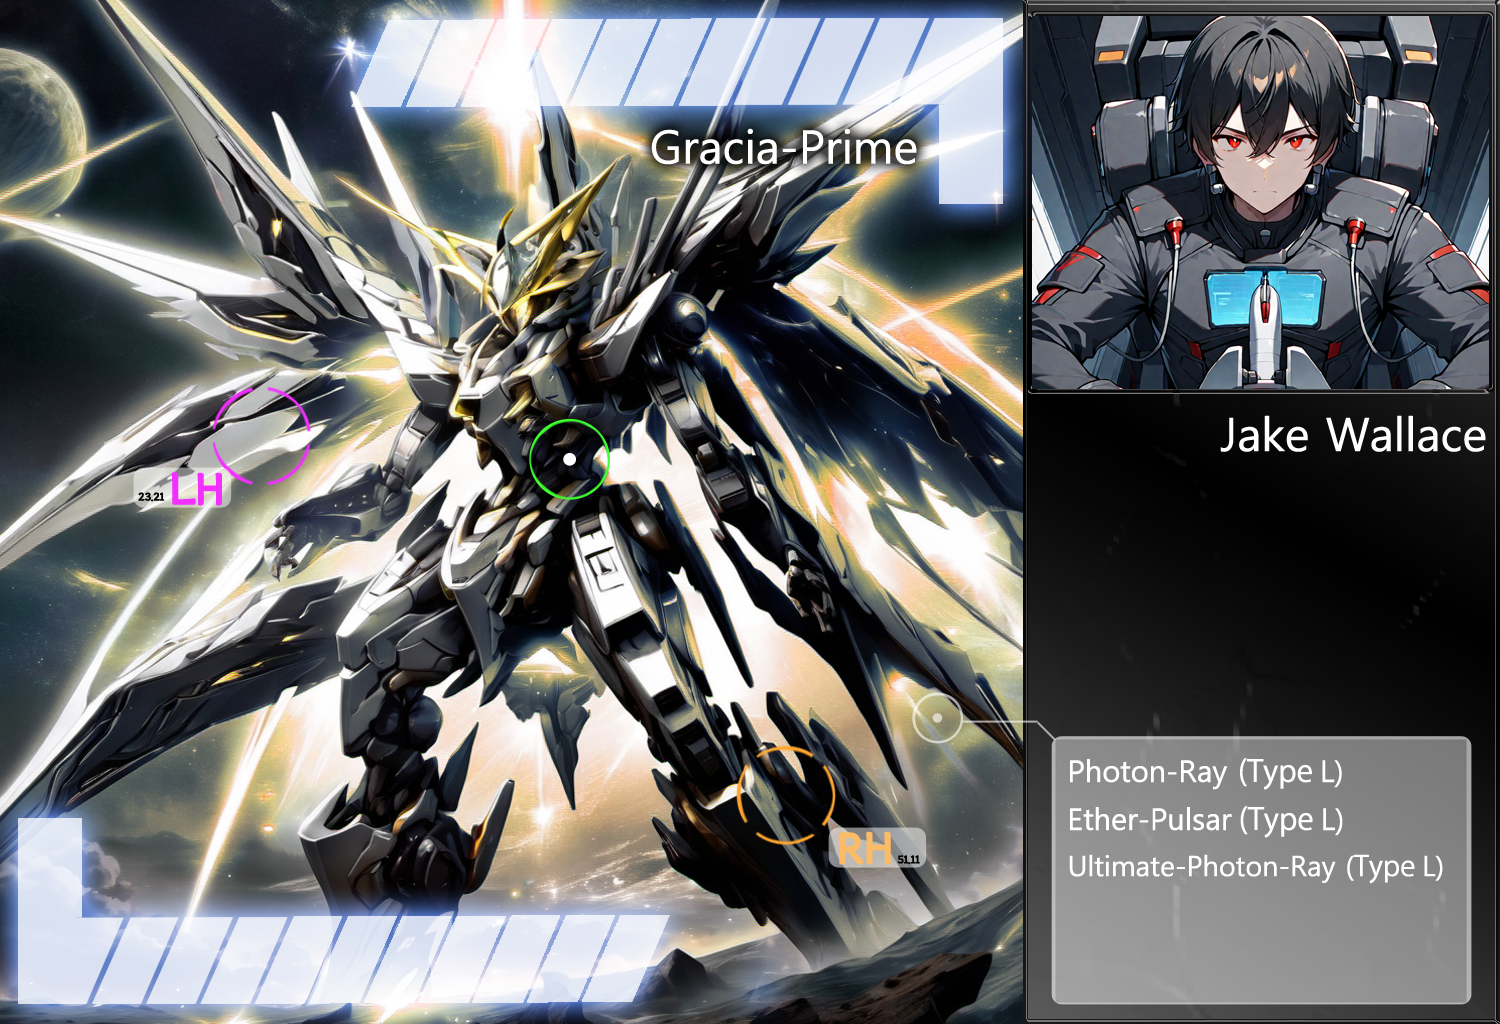 Gracia-Prime
Jake Wallace
23,21 LH
RH 51,11
Photon-Ray (Type L)
Ether-Pulsar (Type L)
Ultimate-Photon-Ray (Type L)